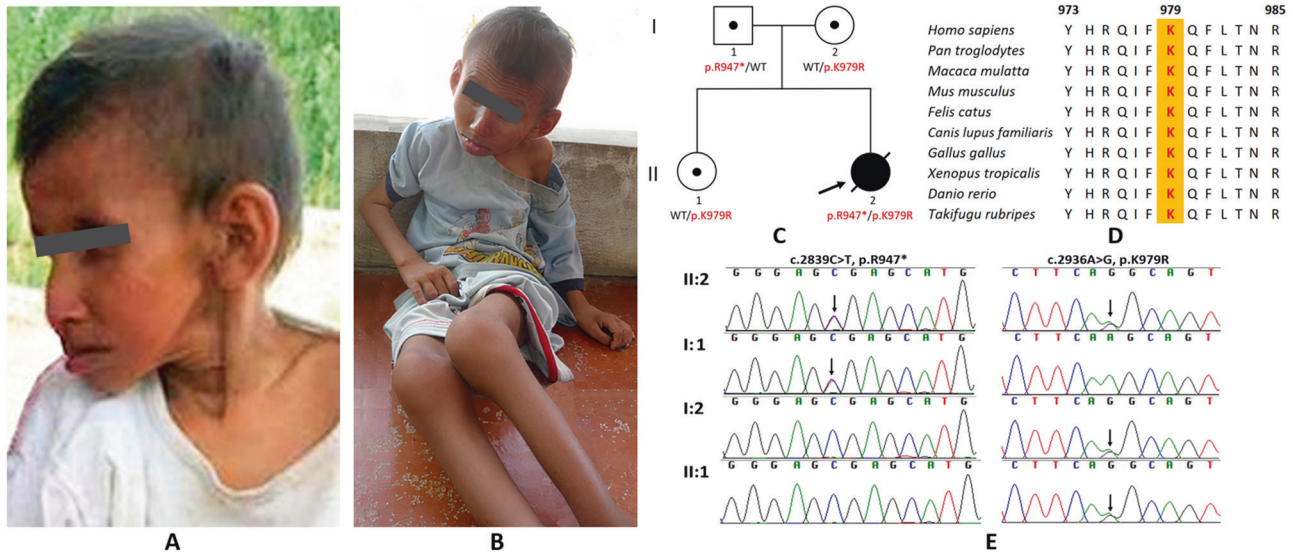 A
B
I
1
p.R947*/WT
2
WT/p.K979R
II
1
WT/p.K979R
2
p.R947*/p.K979R
C
973 979 985
Homo sapiens Y H R Q I F K Q F L T N R
Pan troglodytes Y H R Q I F K Q F L T N R
Macaca mulatta Y H R Q I F K Q F L T N R
Mus musculus Y H R Q I F K Q F L T N R
Felis catus Y H R Q I F K Q F L T N R
Canis lupus familiaris Y H R Q I F K Q F L T N R
Gallus gallus Y H R Q I F K Q F L T N R
Xenopus tropicalis Y H R Q I F K Q F L T N R
Danio rerio Y H R Q I F K Q F L T N R
Takifugu rubripes Y H R Q I F K Q F L T N R
D
c.2839C>T, p.R947* c.2936A>G, p.K979R
II:2 G G G A G C G A G C A T G C T T C A G G C A G T
I:1 G G G A G C G A G C A T G C T T C A A G C A G T
I:2 G G G A G C G A G C A T G C T T C A G G C A G T
II:1 G G G A G C G A G C A T G C T T C A G G C A G T
E